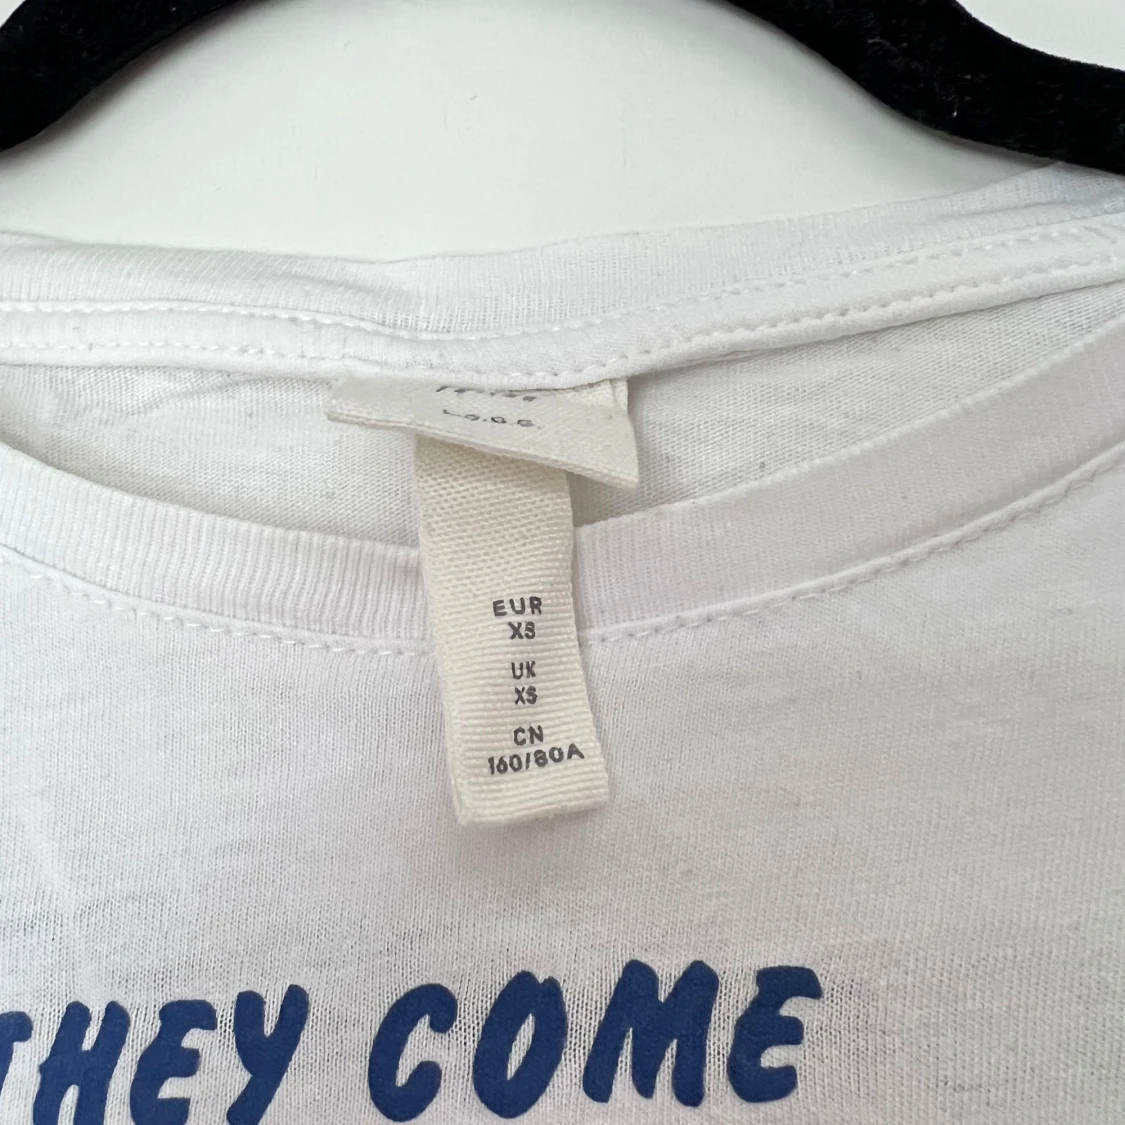 EUR
XS
UK
XS
CN
160/80A
THEY COME